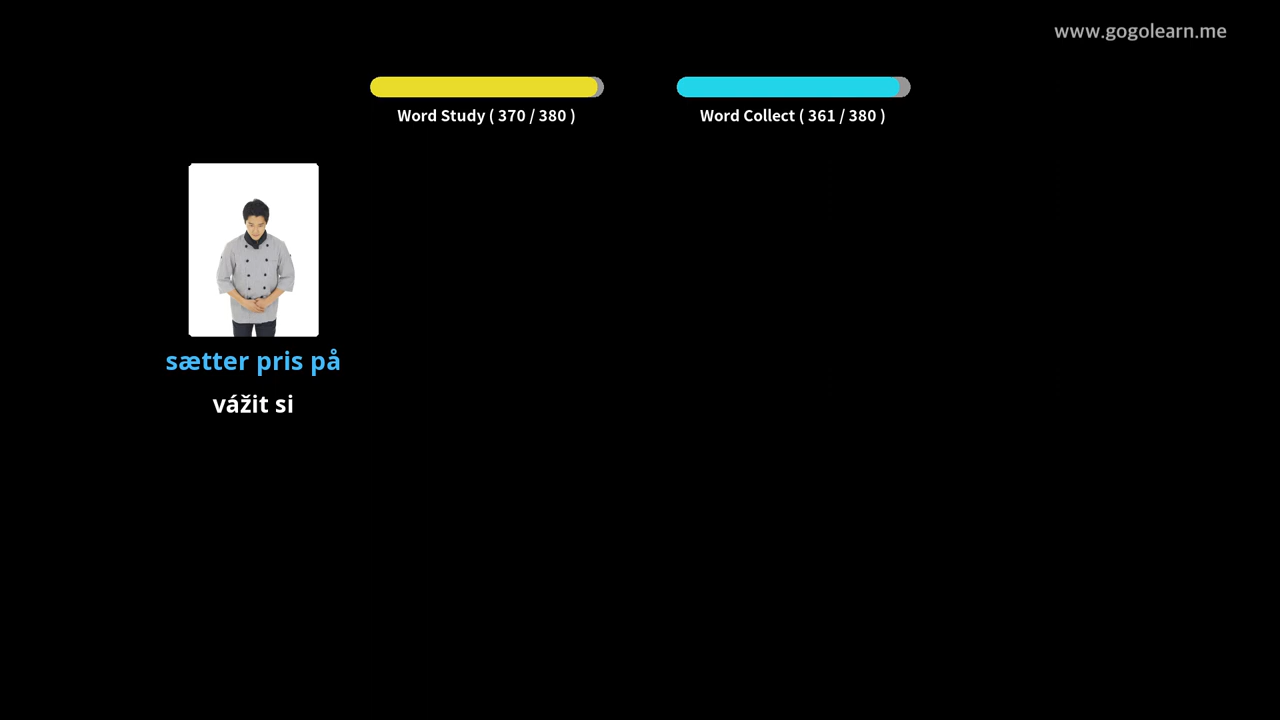 www.gogolearn.me
Word Study ( 370 / 380 )
Word Collect ( 361 / 380 )
sætter pris på
vážit si